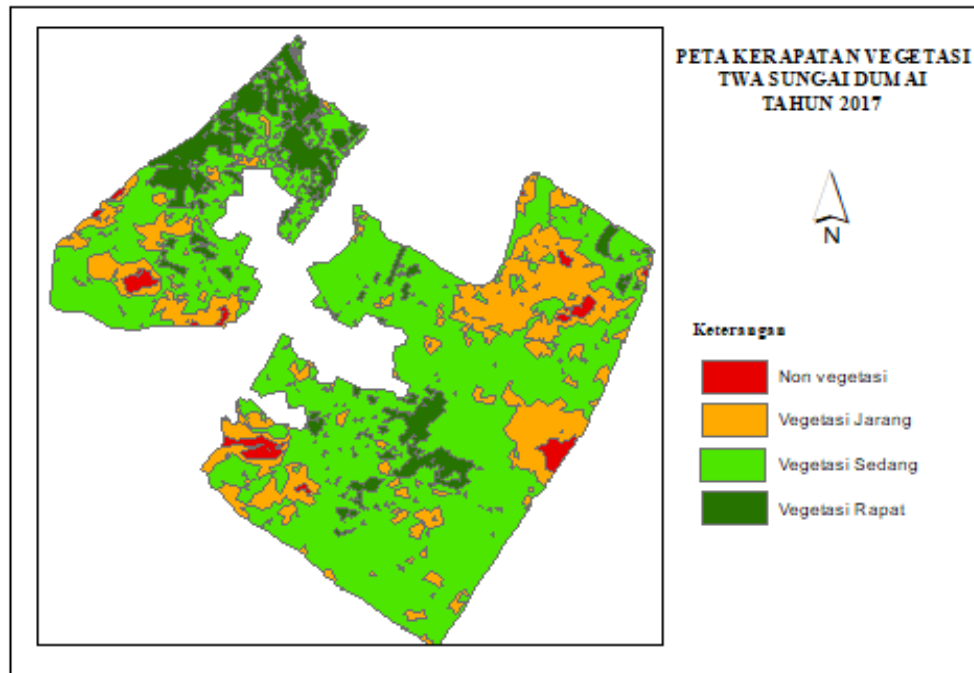 PETA KERAPATAN VEGETASI
TWA SUNGAI DUMAI
TAHUN 2017
N
Keterangan
Non vegetasi
Vegetasi Jarang
Vegetasi Sedang
Vegetasi Rapat